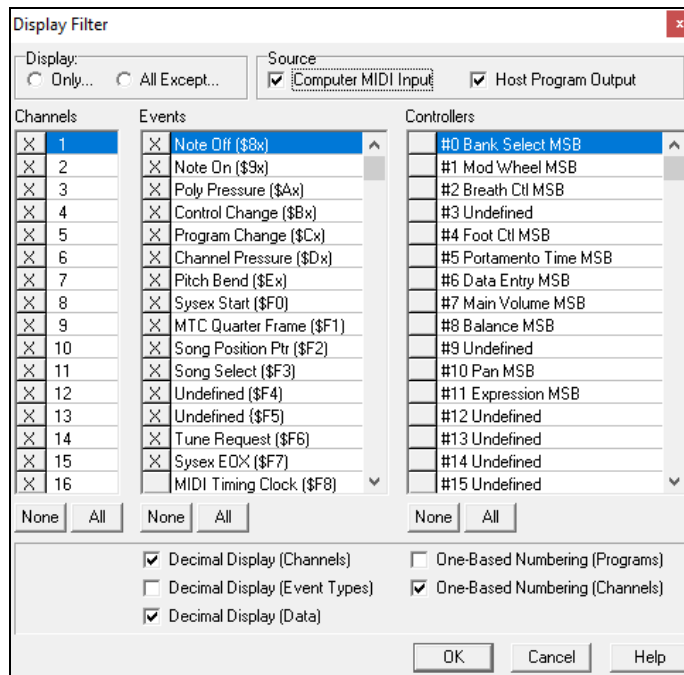 Display Filter
x
Display:
Only...
All Except...
Source
Computer MIDI Input
Host Program Output
Channels
X 1
X 2
X 3
X 4
X 5
X 6
X 7
X 8
X 9
X 10
X 11
X 12
X 13
X 14
X 15
X 16
None
All
Events
X Note Off ($8x)
X Note On ($9x)
X Poly Pressure ($Ax)
X Control Change ($Bx)
X Program Change ($Cx)
X Channel Pressure ($Dx)
X Pitch Bend ($Ex)
X Sysex Start ($F0)
X MTC Quarter Frame ($F1)
X Song Position Ptr ($F2)
X Song Select ($F3)
X Undefined ($F4)
X Undefined {$F5)
X Tune Request ($F6)
X Sysex EOX ($F7)
MIDI Timing Clock ($F8)
None
All
Controllers
#0 Bank Select MSB
#1 Mod Wheel MSB
#2 Breath Ctl MSB
#3 Undefined
#4 Foot Ctl MSB
#5 Portamento Time MSB
#6 Data Entry MSB
#7 Main Volume MSB
#8 Balance MSB
#9 Undefined
#10 Pan MSB
#11 Expression MSB
#12 Undefined
#13 Undefined
#14 Undefined
#15 Undefined
None
All
Decimal Display (Channels)
Decimal Display (Event Types)
Decimal Display (Data)
One-Based Numbering (Programs)
One-Based Numbering (Channels)
OK
Cancel
Help